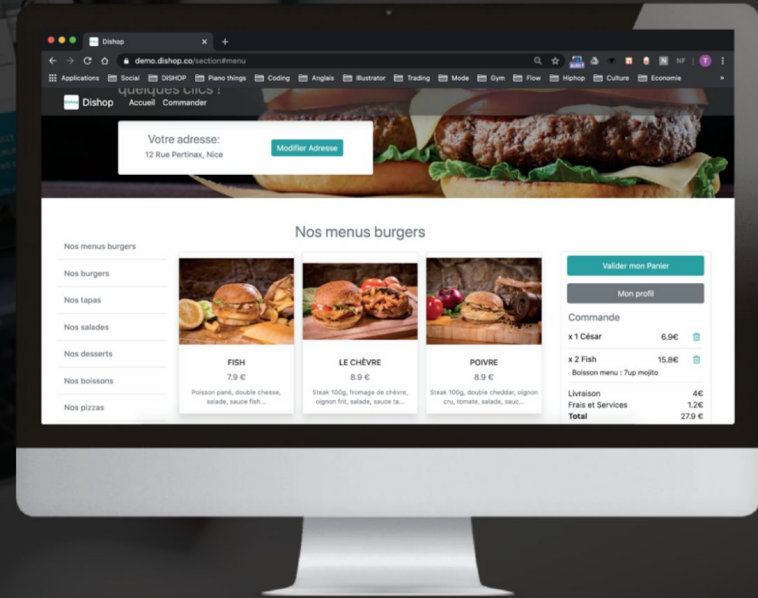 Dishop
demo.dishop.co/section#menu
NF
T
Applications Social DiSHOP Piano things Coding Anglais Illustrator Trading Mode Gym Flow Hiphop Culture Economie »
quelques clics !
Dishop Accueil Commander
Votre adresse:
12 Rue Pertinax, Nice
Modifier Adresse
Nos menus burgers
Nos menus burgers
Nos burgers
Nos tapas
Nos salades
Nos desserts
Nos boissons
Nos pizzas
FISH
7.9 €
Poisson pané, double cheese,
salade, sauce fish...
LE CHÈVRE
8.9 €
Steak 100g, fromage de chèvre,
oignon frit, salade, sauce ta...
POIVRE
8.9 €
Steak 100g, double cheddar, oignon
cru, tomate, salade, sauc...
Valider mon Panier
Mon profil
Commande
x 1 César 6.9€
x 2 Fish 15.8€
Boisson menu : 7up mojito
Livraison 4€
Frais et Services 1.2€
Total 27.9 €